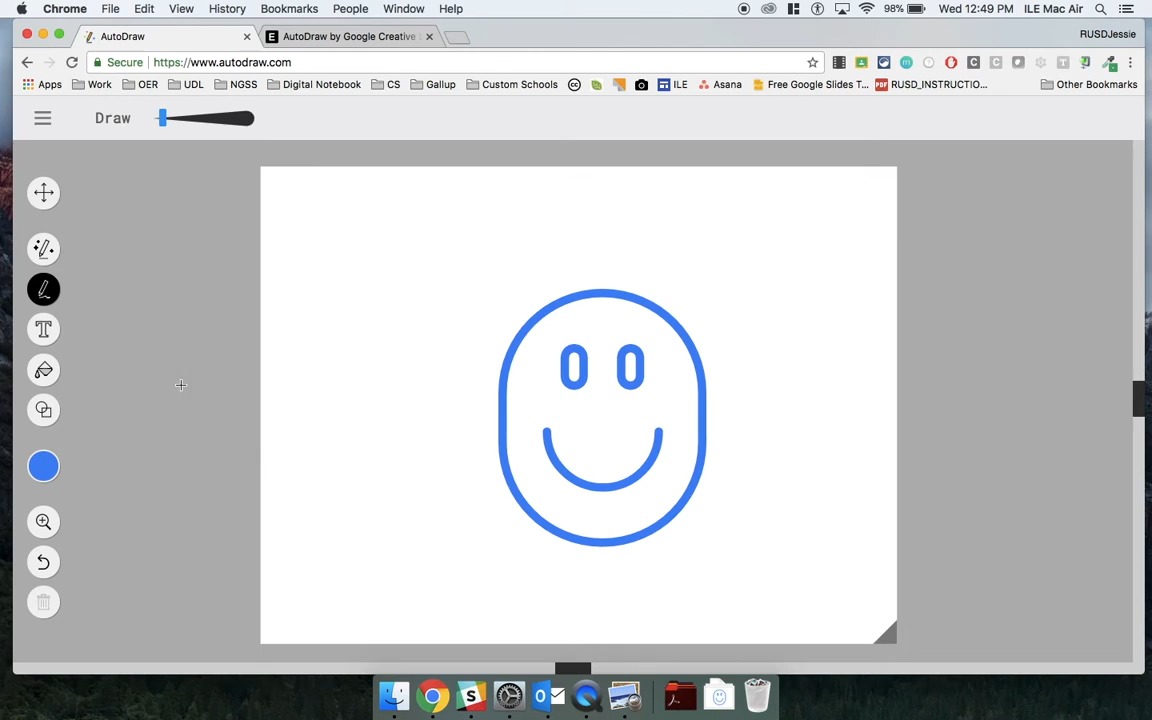 Chrome File Edit View History Bookmarks People Window Help 98% Wed 12:49 PM ILE Mac Air
AutoDraw AutoDraw by Google Creative RUSDJessie
Secure https://www.autodraw.com
Apps Work OER UDL NGSS Digital Notebook CS Gallup Custom Schools ILE Asana Free Google Slides T... RUSD_INSTRUCTIO... Other Bookmarks
Draw
T